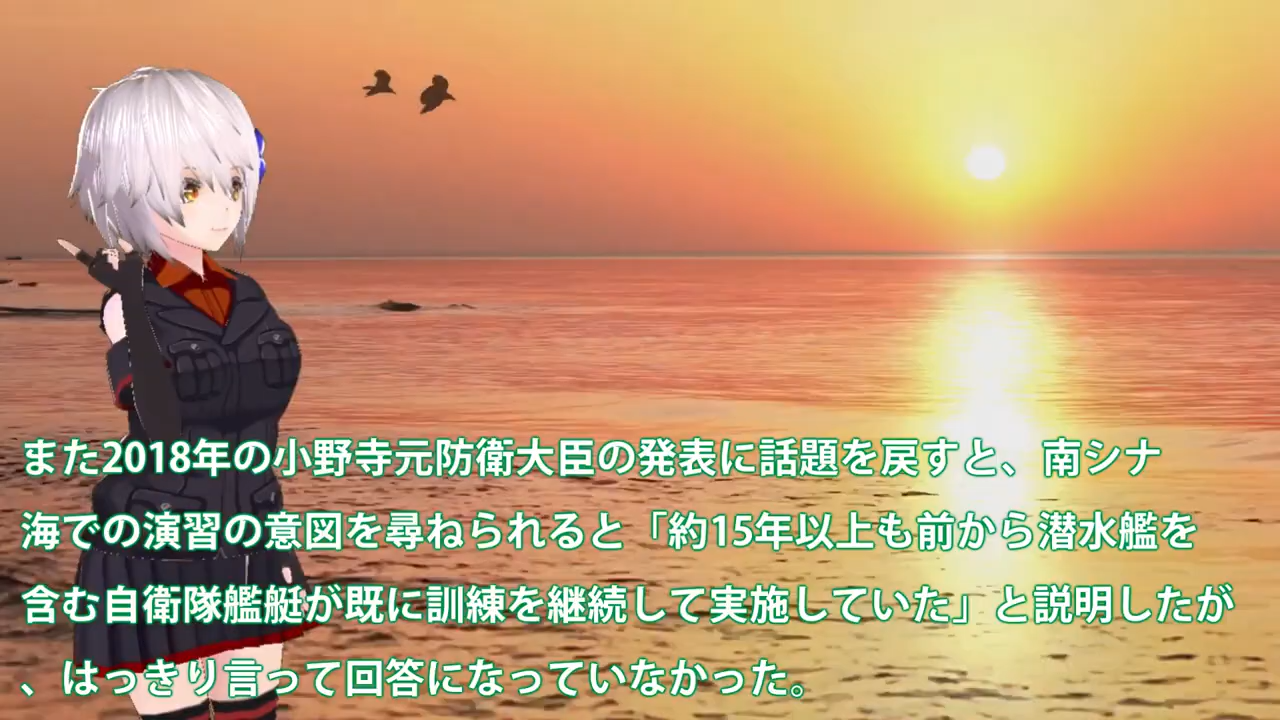 また2018年の小野寺元防衛大臣の発表に話題を戻すと、南シナ
海での演習の意図を尋ねられると「約15年以上も前から潜水艦を
含む自衛隊艦艇が既に訓練を継続して実施していた」と説明したが
、はっきり言って回答になっていなかった。